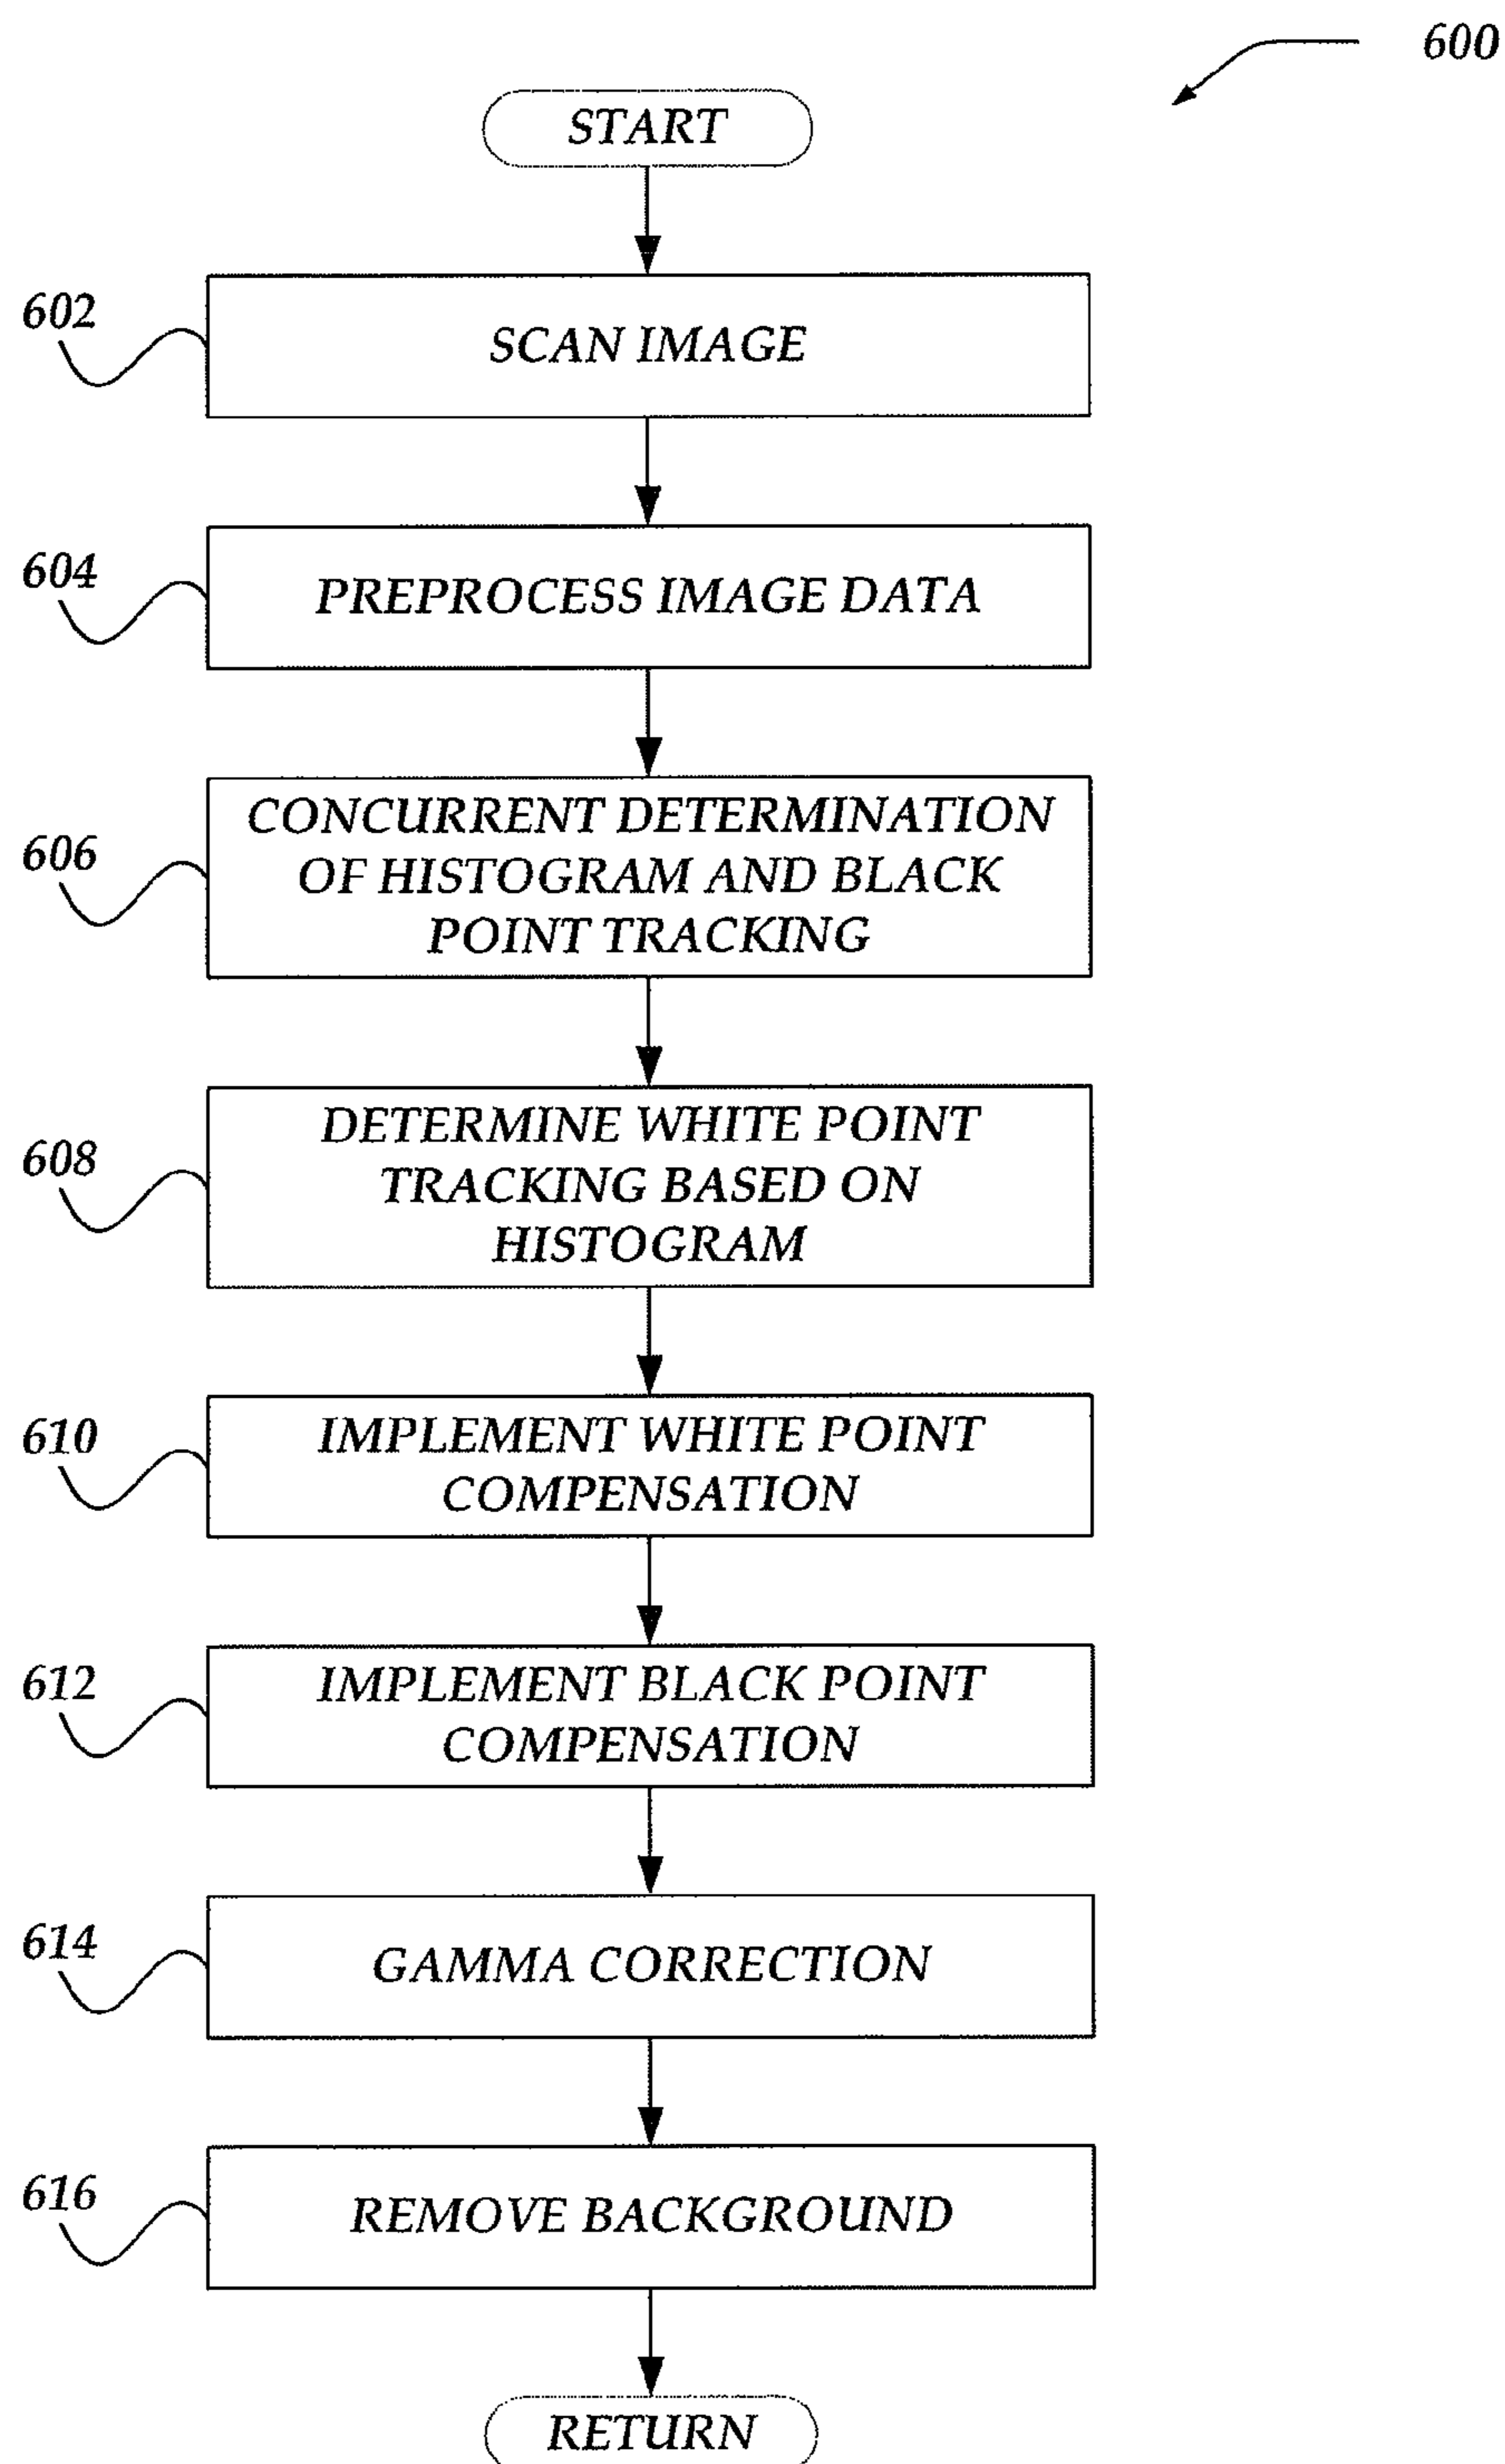 600
START
602
SCAN IMAGE
604
PREPROCESS IMAGE DATA
606
CONCURRENT DETERMINATION
OF HISTOGRAM AND BLACK
POINT TRACKING
608
DETERMINE WHITE POINT
TRACKING BASED ON
HISTOGRAM
610
IMPLEMENT WHITE POINT
COMPENSATION
612
IMPLEMENT BLACK POINT
COMPENSATION
614
GAMMA CORRECTION
616
REMOVE BACKGROUND
RETURN